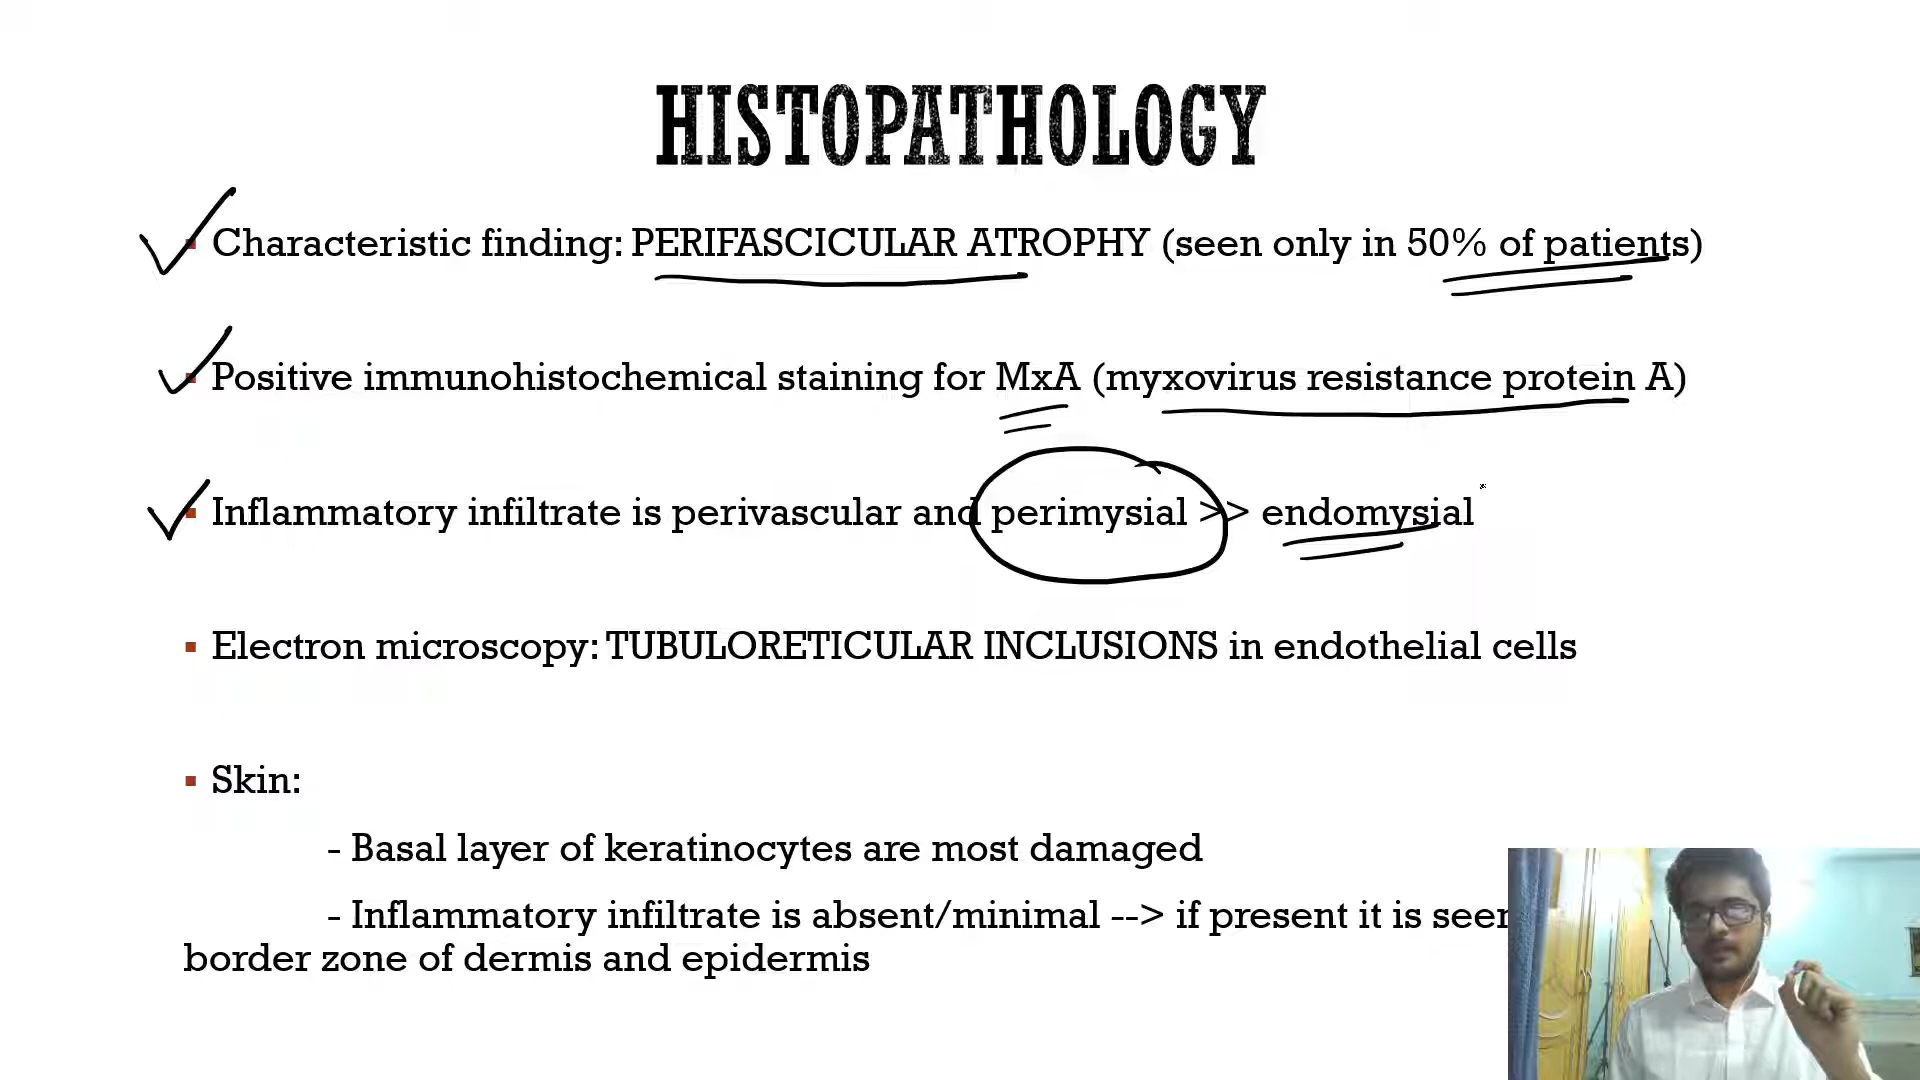 HISTOPATHOLOGY
▪ Characteristic finding: PERIFASCICULAR ATROPHY (seen only in 50% of patients)
▪ Positive immunohistochemical staining for MxA (myxovirus resistance protein A)
▪ Inflammatory infiltrate is perivascular and perimysial >> endomysial
▪ Electron microscopy: TUBULORETICULAR INCLUSIONS in endothelial cells
▪ Skin:
- Basal layer of keratinocytes are most damaged
- Inflammatory infiltrate is absent/minimal --> if present it is seen
border zone of dermis and epidermis